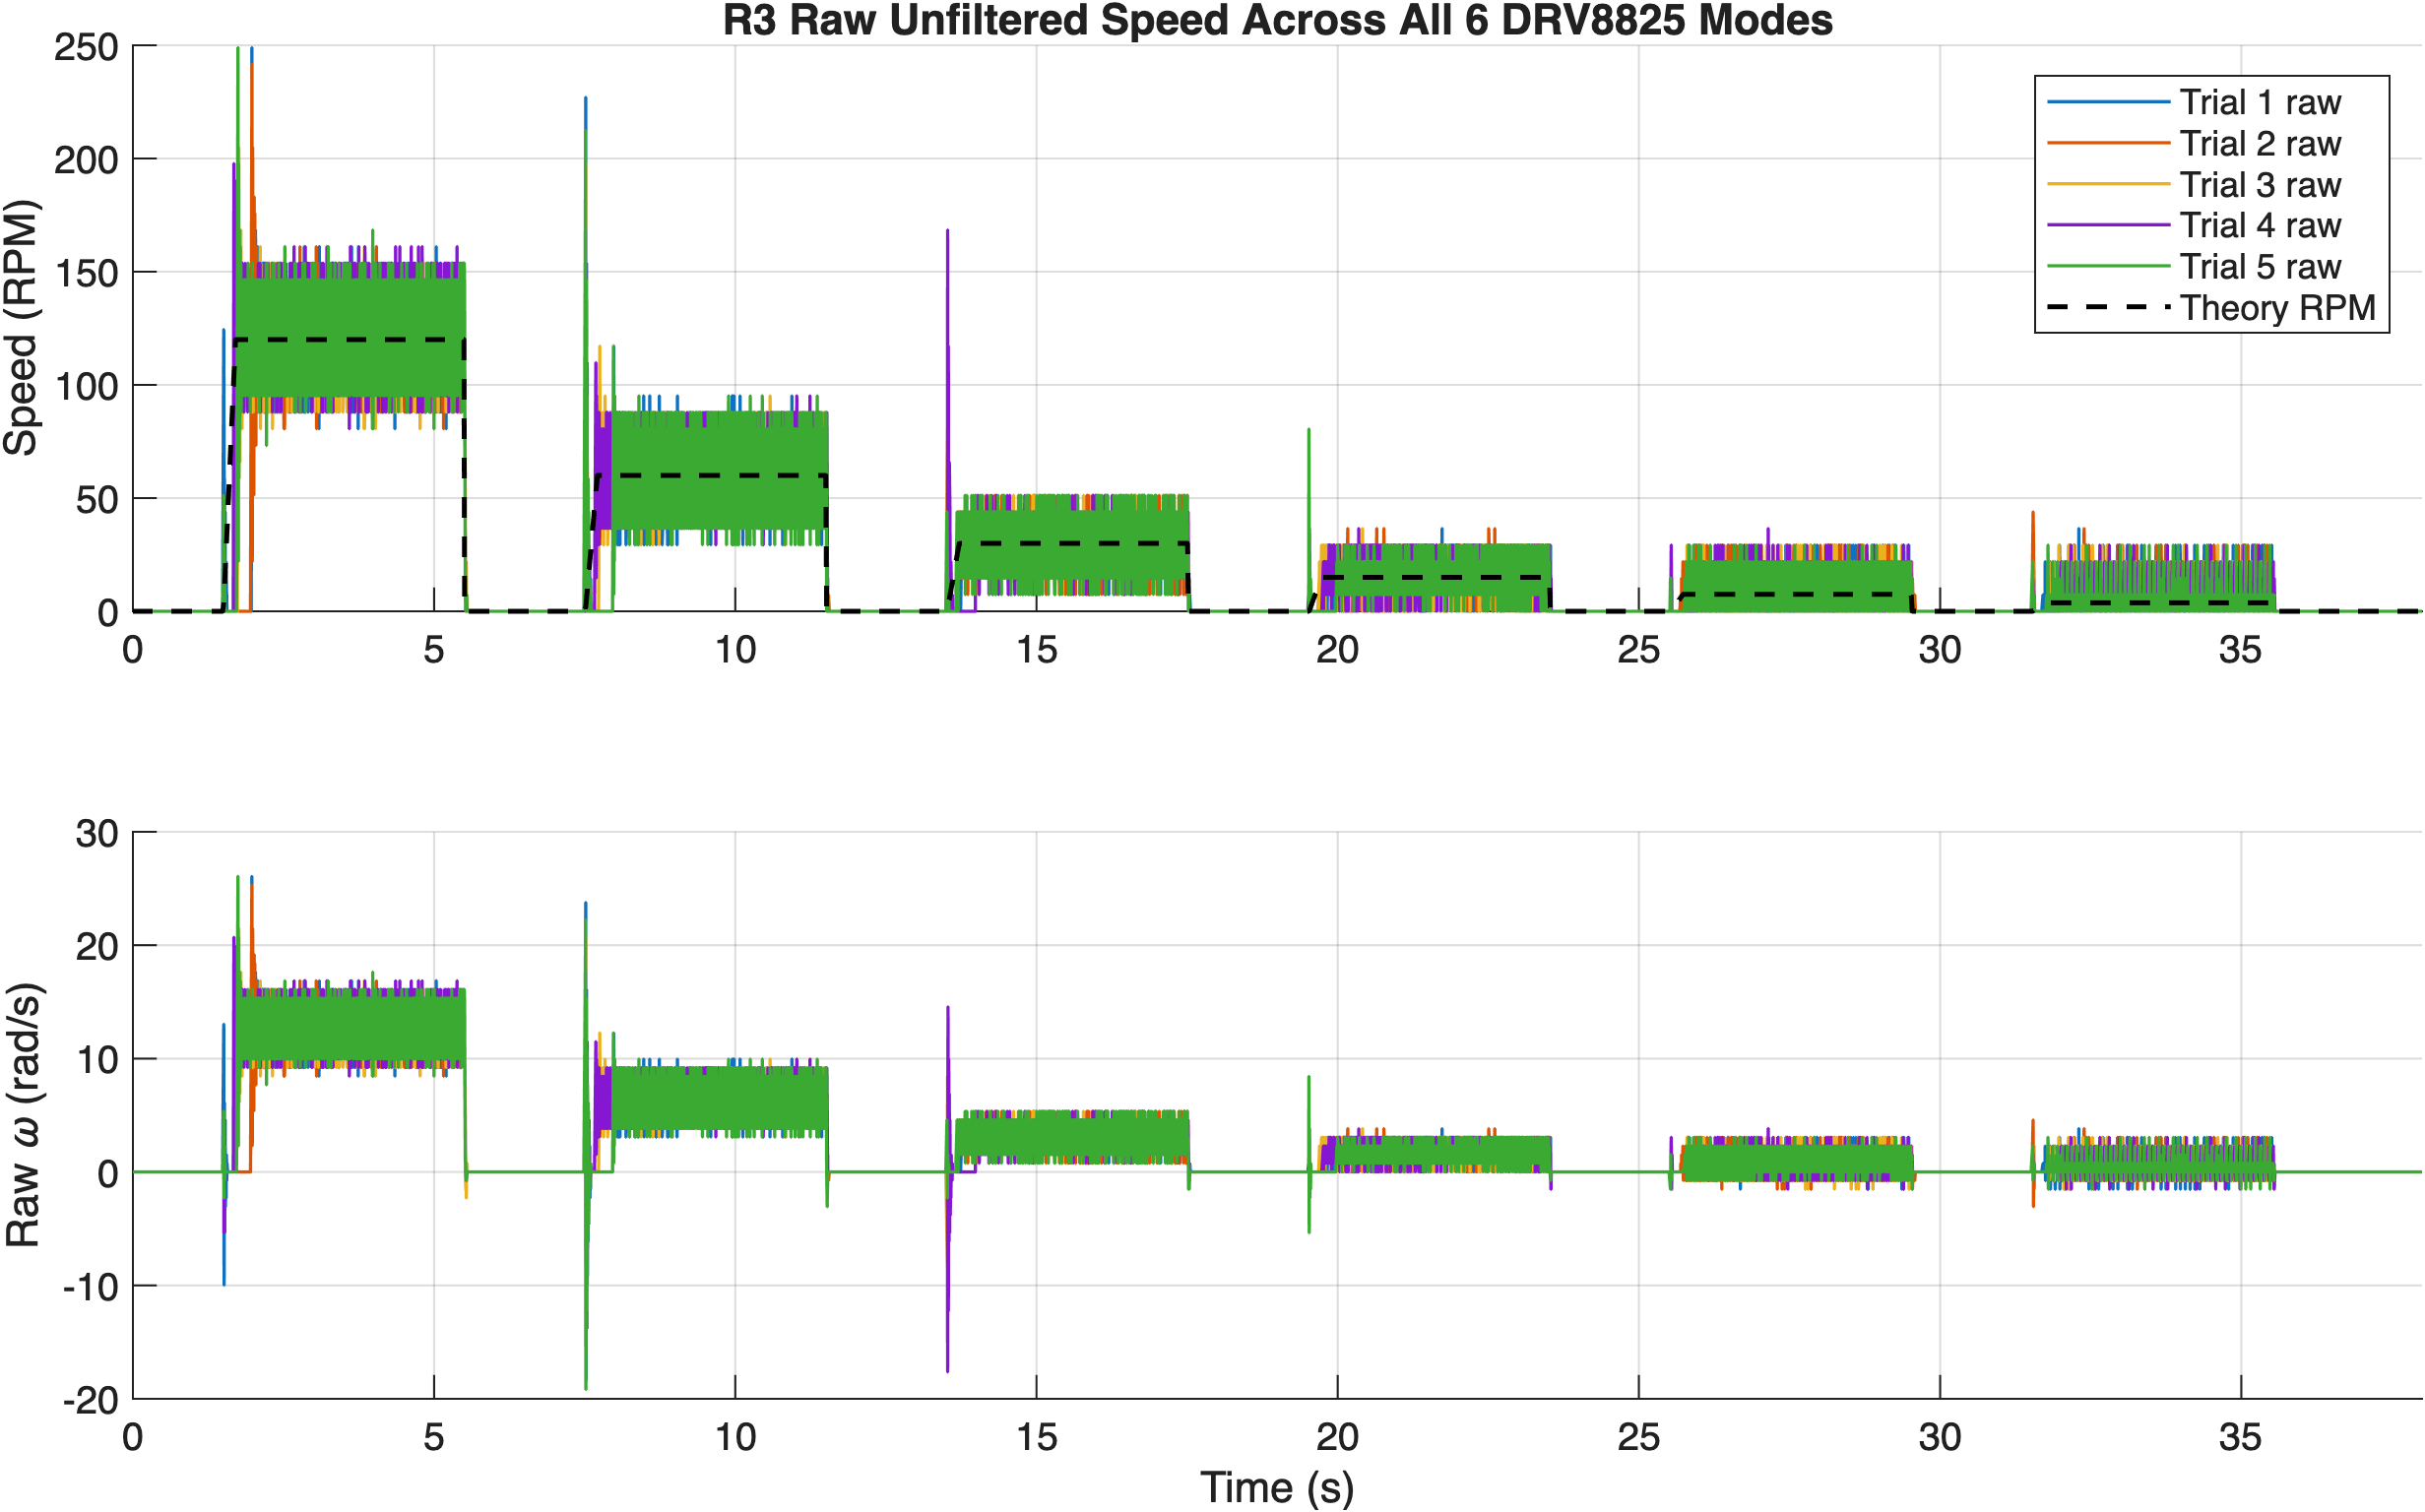 R3 Raw Unfiltered Speed Across All 6 DRV8825 Modes
Speed (RPM)
250
200
150
100
50
0
0 5 10 15 20 25 30 35
Trial 1 raw
Trial 2 raw
Trial 3 raw
Trial 4 raw
Trial 5 raw
Theory RPM
Raw ω (rad/s)
30
20
10
0
-10
-20
0 5 10 15 20 25 30 35
Time (s)